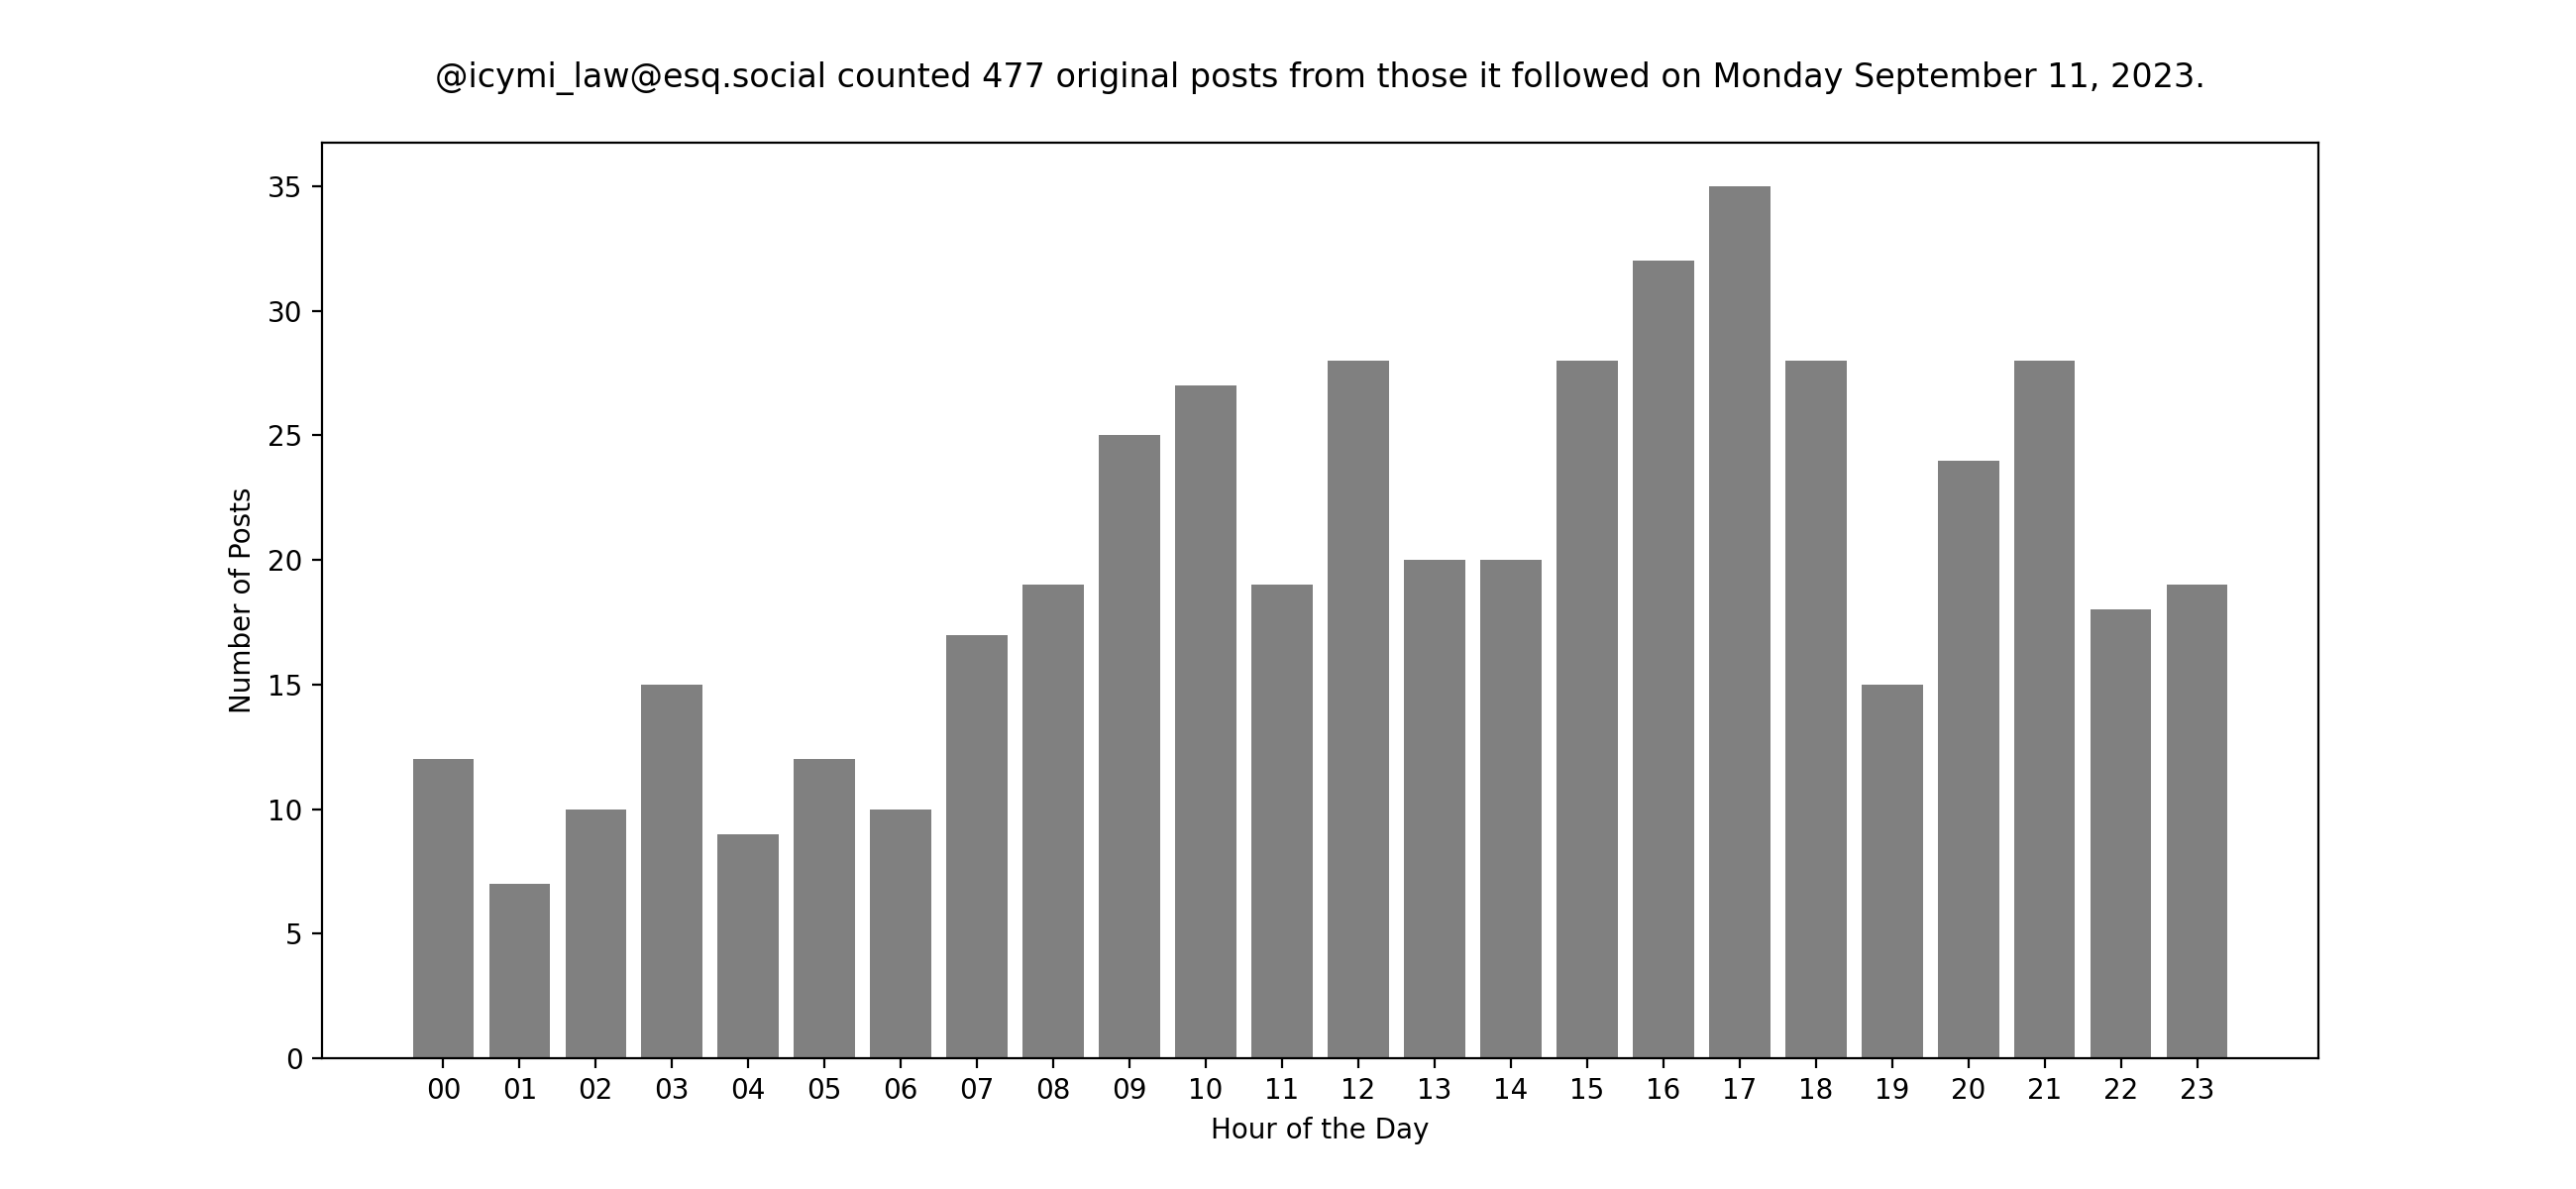 @icymi_law@esq.social counted 477 original posts from those it followed on Monday September 11, 2023.
35
30
25
20
15
10
5
0
Number of Posts
00 01 02 03 04 05 06 07 08 09 10 11 12 13 14 15 16 17 18 19 20 21 22 23
Hour of the Day